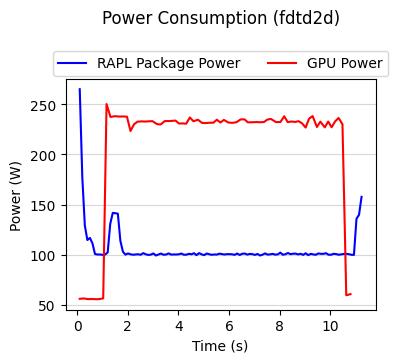 Power Consumption (fdtd2d)
RAPL Package Power
GPU Power
Power (W)
250
200
150
100
50
0
2
4
6
8
10
Time (s)